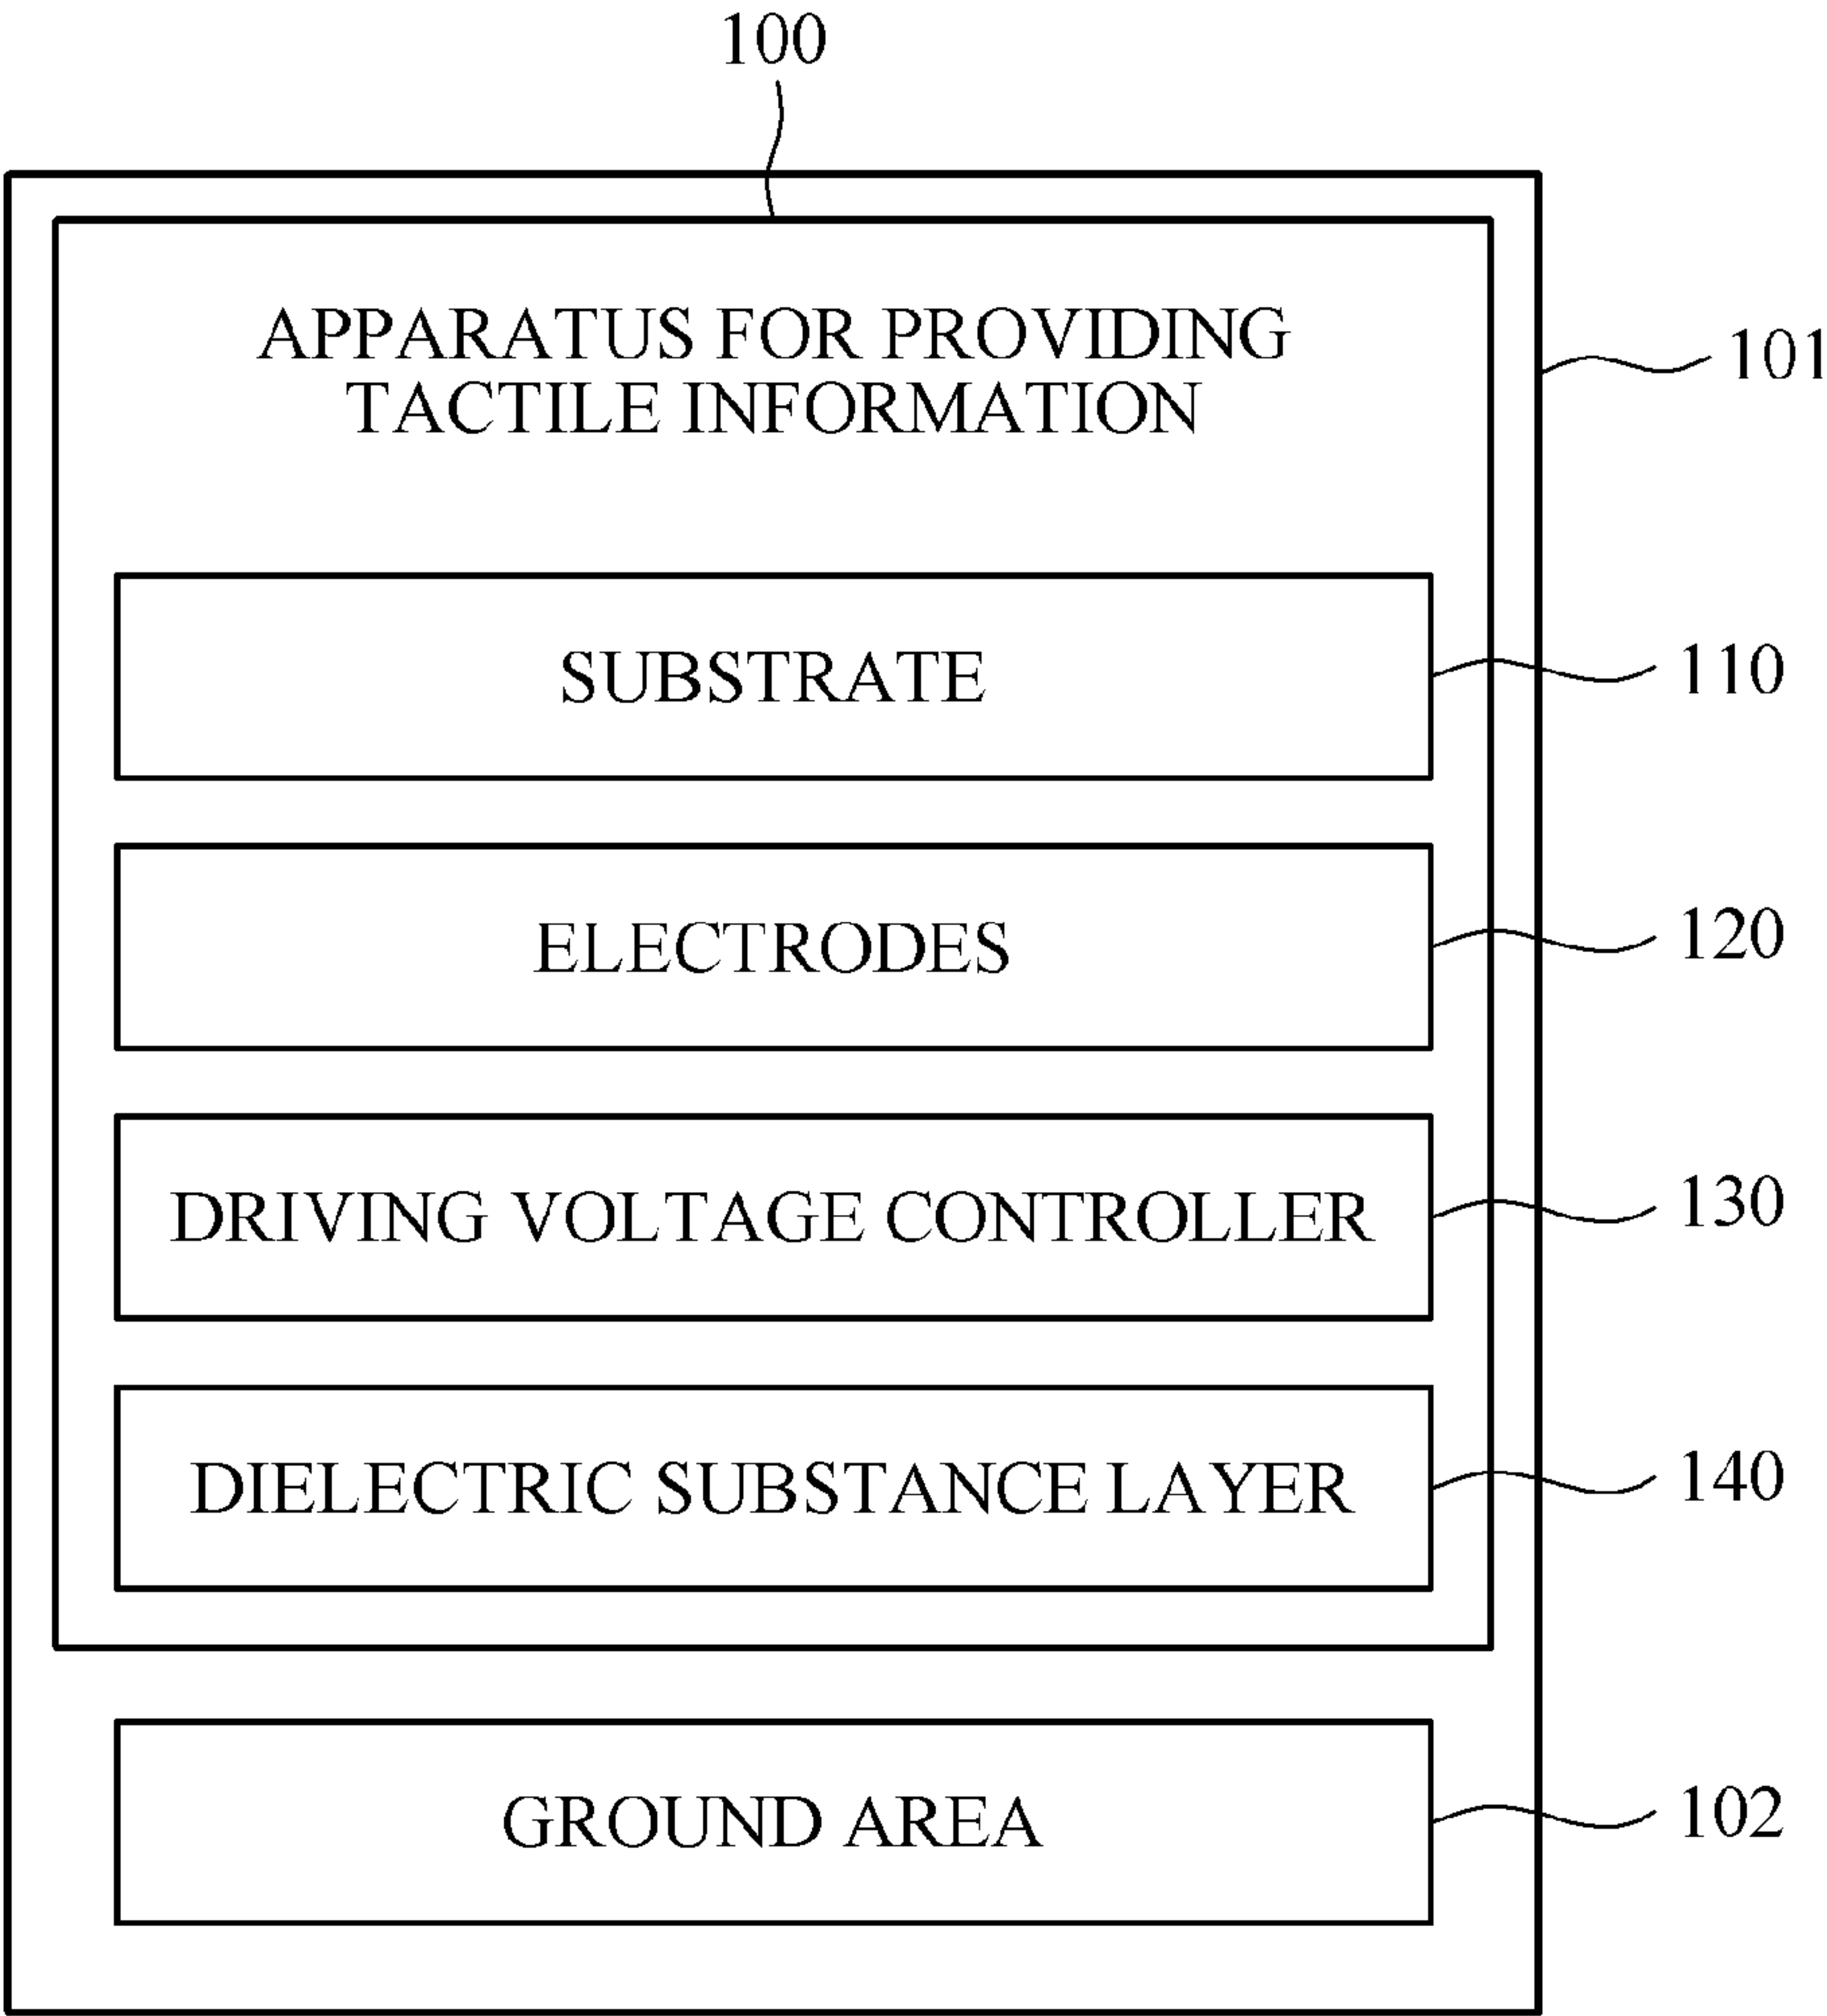 100
APPARATUS FOR PROVIDING
TACTILE INFORMATION
101
SUBSTRATE
110
ELECTRODES
120
DRIVING VOLTAGE CONTROLLER
130
DIELECTRIC SUBSTANCE LAYER
140
GROUND AREA
102